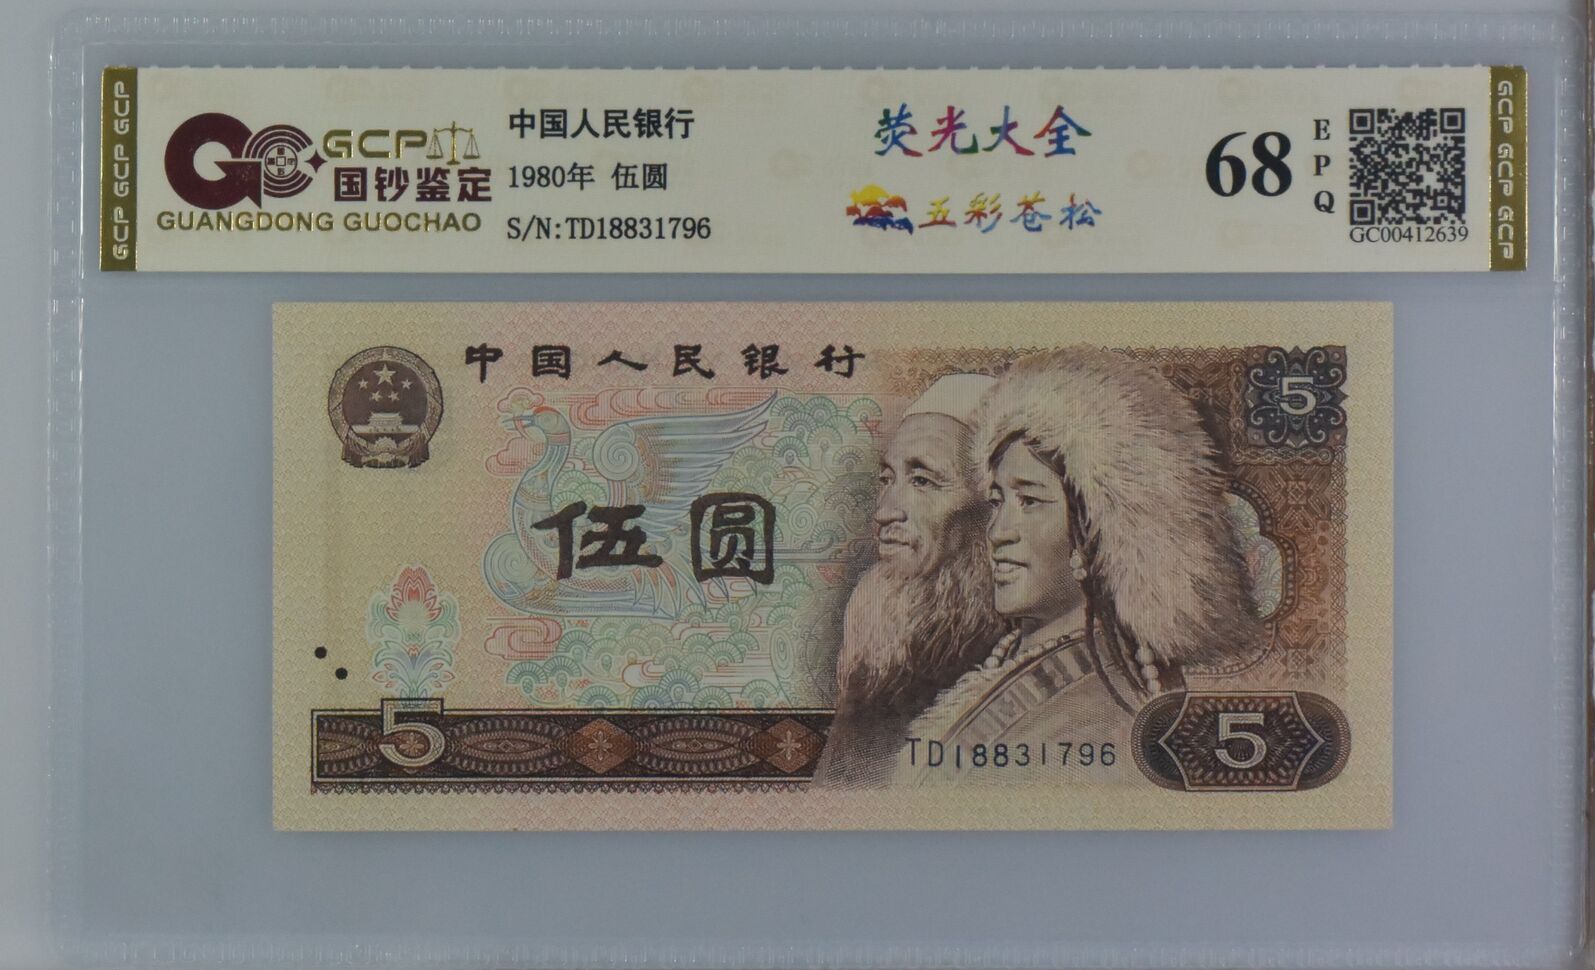 GCP GCP GCP
GCP
国钞鉴定
GUANGDONG GUOCHAO
中国人民银行
1980年 伍圆
S/N:TD18831796
荧光大全
五彩苍松
68
EPQ
GC00412639
GCP GCP GCP
中国人民银行
5
伍圆
5
TD18831796
5